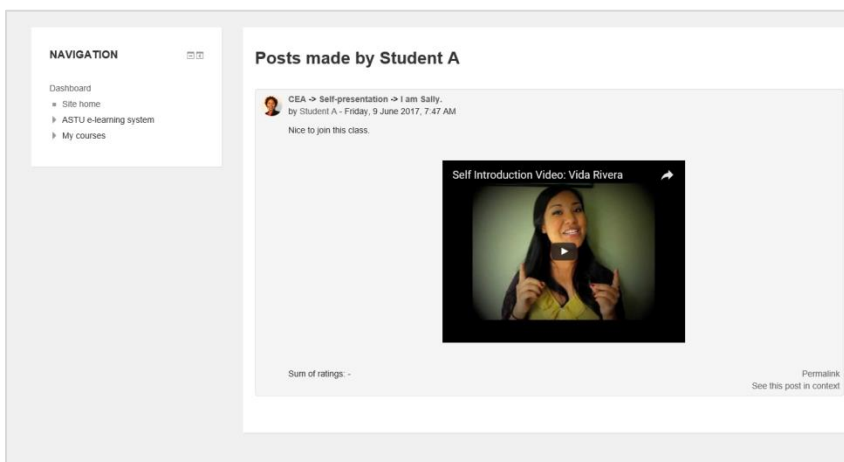 NAVIGATION
Dashboard
Site home
ASTU e-learning system
My courses
Posts made by Student A
CEA -> Self-presentation -> I am Sally.
by Student A - Friday, 9 June 2017, 7:47 AM
Nice to join this class.
Self Introduction Video: Vida Rivera
Sum of ratings: -
Permalink
See this post in context